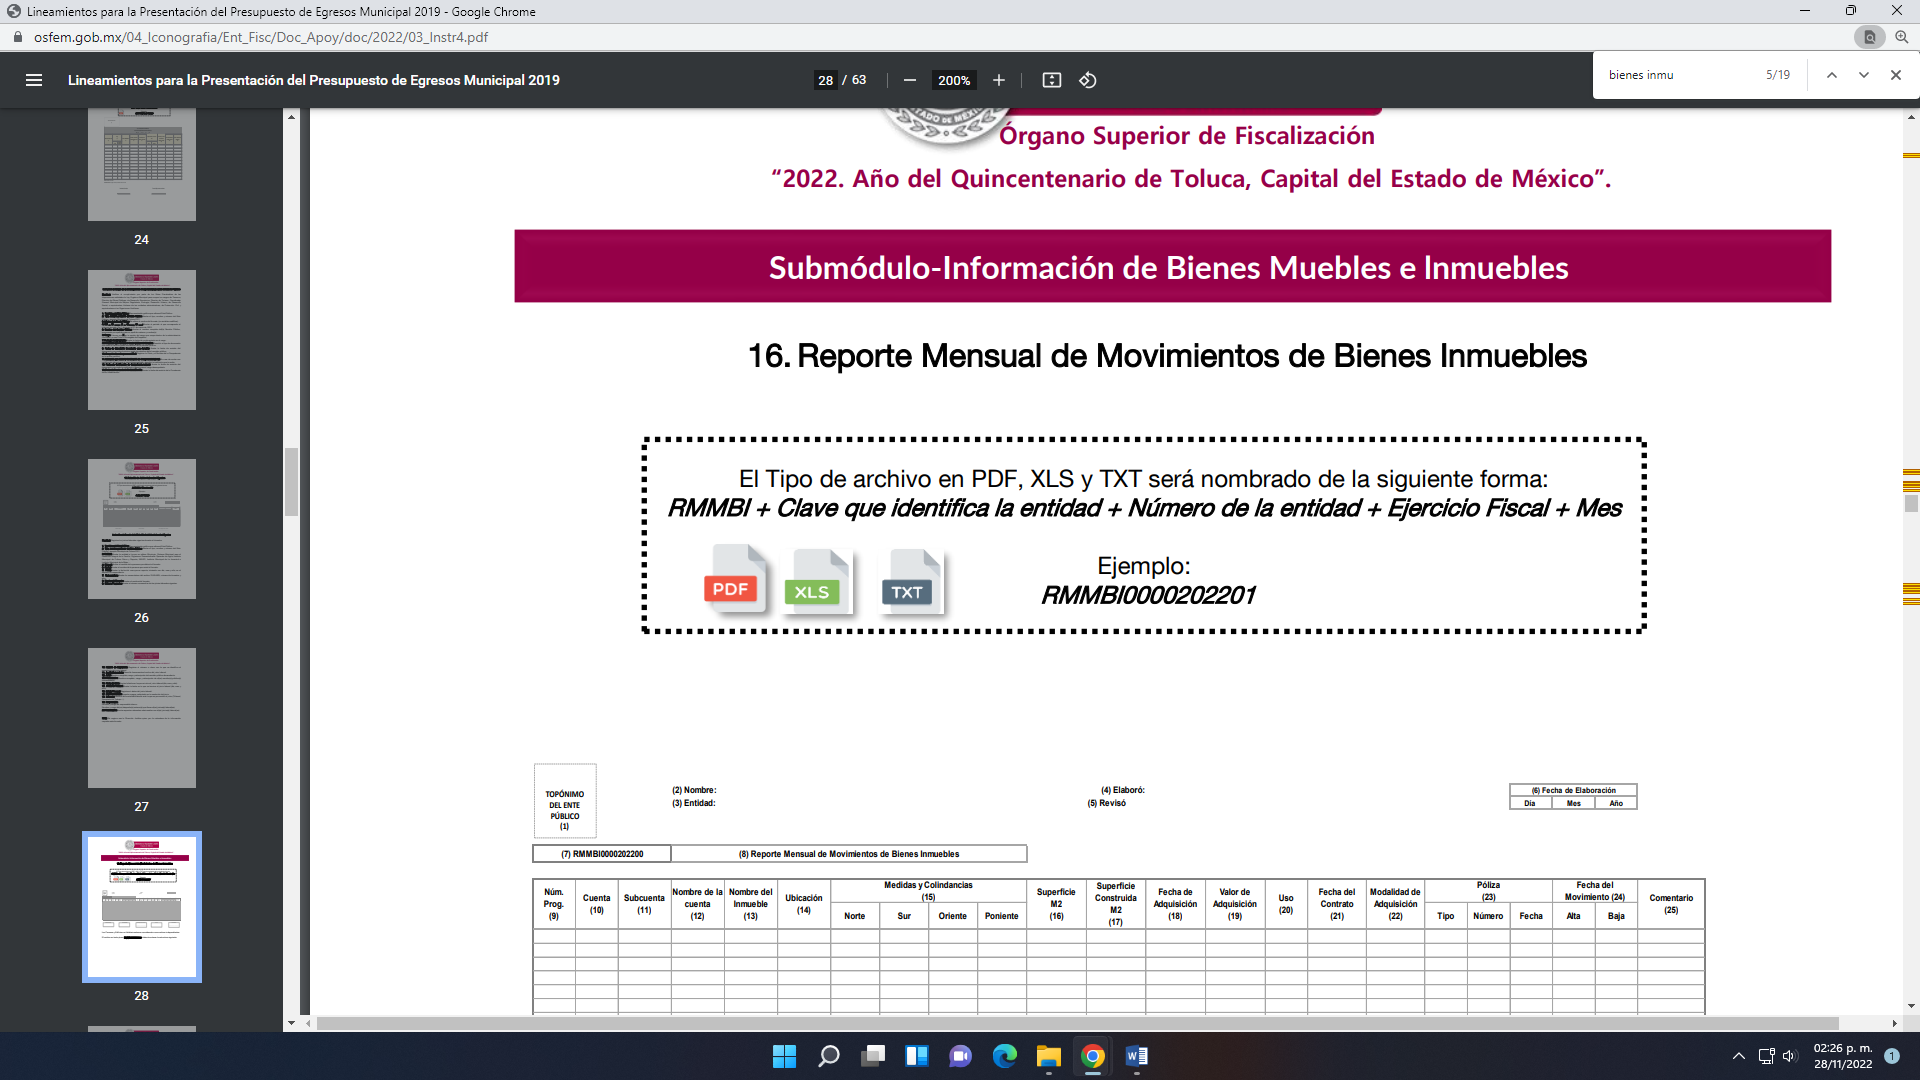 Lineamientos para la Presentación del Presupuesto de Egresos Municipal 2019 - Google Chrome
osfem.gob.mx/04_Iconografia/Ent_Fisc/Doc_Apoy/doc/2022/03_Instr4.pdf
Lineamientos para la Presentación del Presupuesto de Egresos Municipal 2019
28 / 63
200%
bienes inmu
5/19
24
25
26
27
28
ESTADO DE MÉXICO
Órgano Superior de Fiscalización
“2022. Año del Quincentenario de Toluca, Capital del Estado de México”.
Submódulo-Información de Bienes Muebles e Inmuebles
16. Reporte Mensual de Movimientos de Bienes Inmuebles
El Tipo de archivo en PDF, XLS y TXT será nombrado de la siguiente forma:
RMMBI + Clave que identifica la entidad + Número de la entidad + Ejercicio Fiscal + Mes
PDF XLS TXT
Ejemplo:
RMMBI0000202201
TOPÓNIMO
DEL ENTE
PÚBLICO
(1)
(2) Nombre:
(3) Entidad:
(4) Elaboró:
(5) Revisó
(6) Fecha de Elaboración
Día Mes Año
(7) RMMBI0000202200
(8) Reporte Mensual de Movimientos de Bienes Inmuebles
Núm. Prog. (9)
Cuenta (10)
Subcuenta (11)
Nombre de la cuenta (12)
Nombre del Inmueble (13)
Ubicación (14)
Medidas y Colindancias (15)
Norte Sur Oriente Poniente
Superficie M2 (16)
Superficie Construida M2 (17)
Fecha de Adquisición (18)
Valor de Adquisición (19)
Uso (20)
Fecha del Contrato (21)
Modalidad de Adquisición (22)
Póliza (23)
Tipo Número Fecha
Fecha del Movimiento (24)
Alta Baja
Comentario (25)
02:26 p. m.
28/11/2022
1